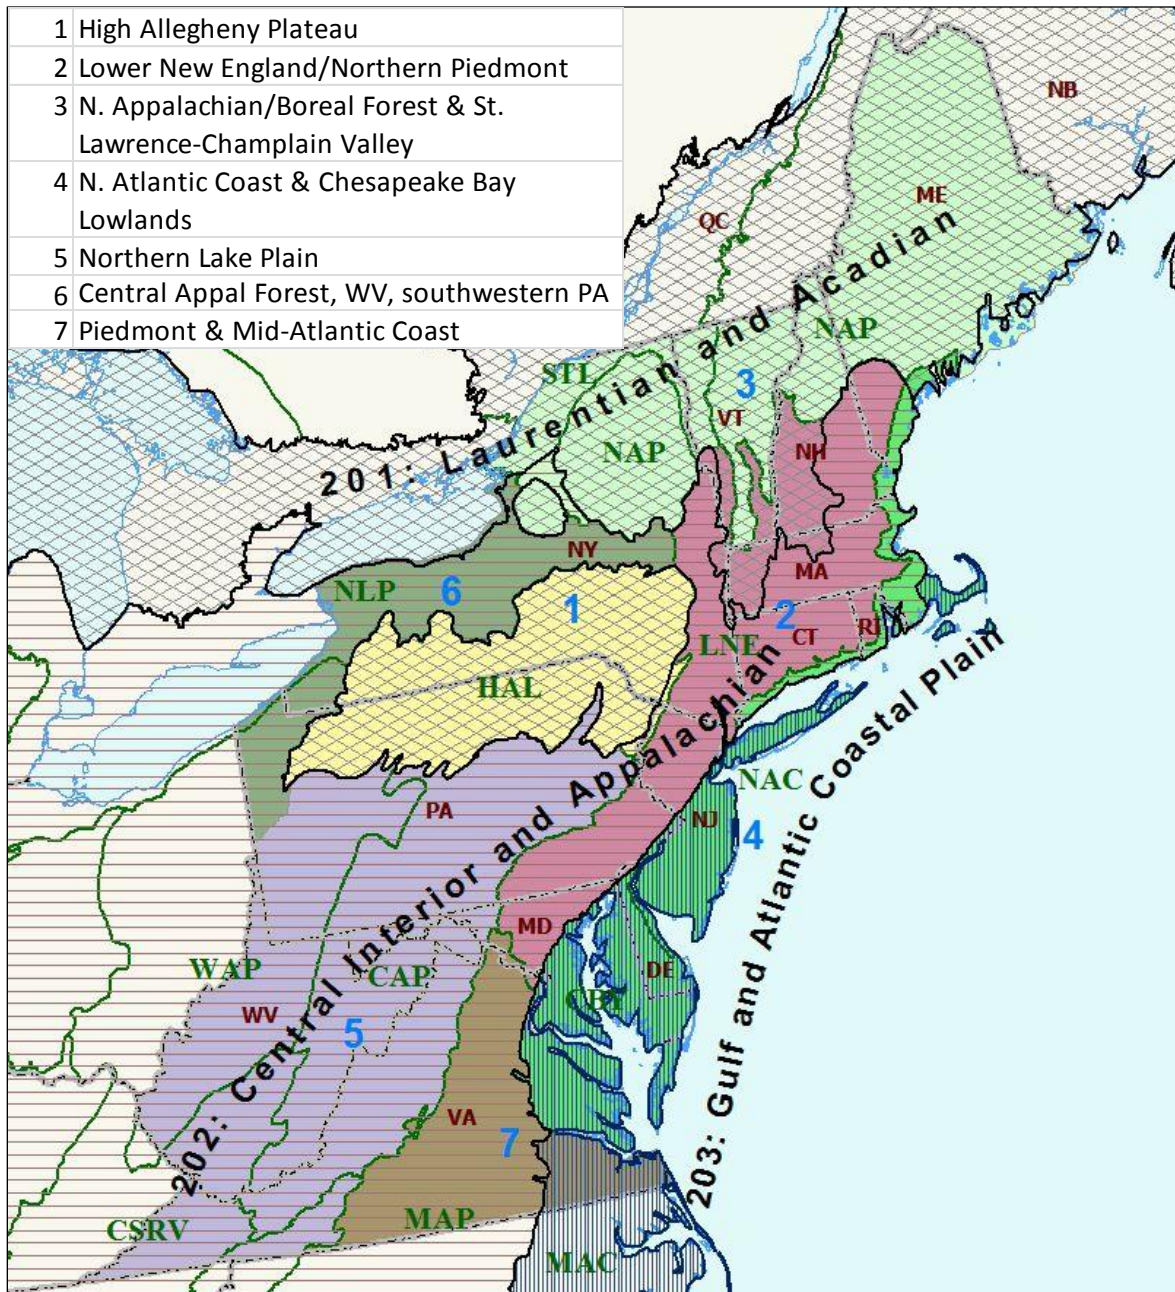 1 High Allegheny Plateau
2 Lower New England/Northern Piedmont
3 N. Appalachian/Boreal Forest & St.
Lawrence-Champlain Valley
4 N. Atlantic Coast & Chesapeake Bay
Lowlands
5 Northern Lake Plain
6 Central Appal Forest, WV, southwestern PA
7 Piedmont & Mid-Atlantic Coast
NB
ME
QC
201: Laurentian and Acadian
NAP
STL
3
VT
NAP
NH
NY
MA
NLP
6
1
2
RI
CT
LNE
HAL
202: Central Interior and Appalachian
203: Gulf and Atlantic Coastal Plain
NAC
PA
NJ
4
MD
WAP
CAP
DE
CBY
WV
5
VA
7
CSRV
MAP
MAC